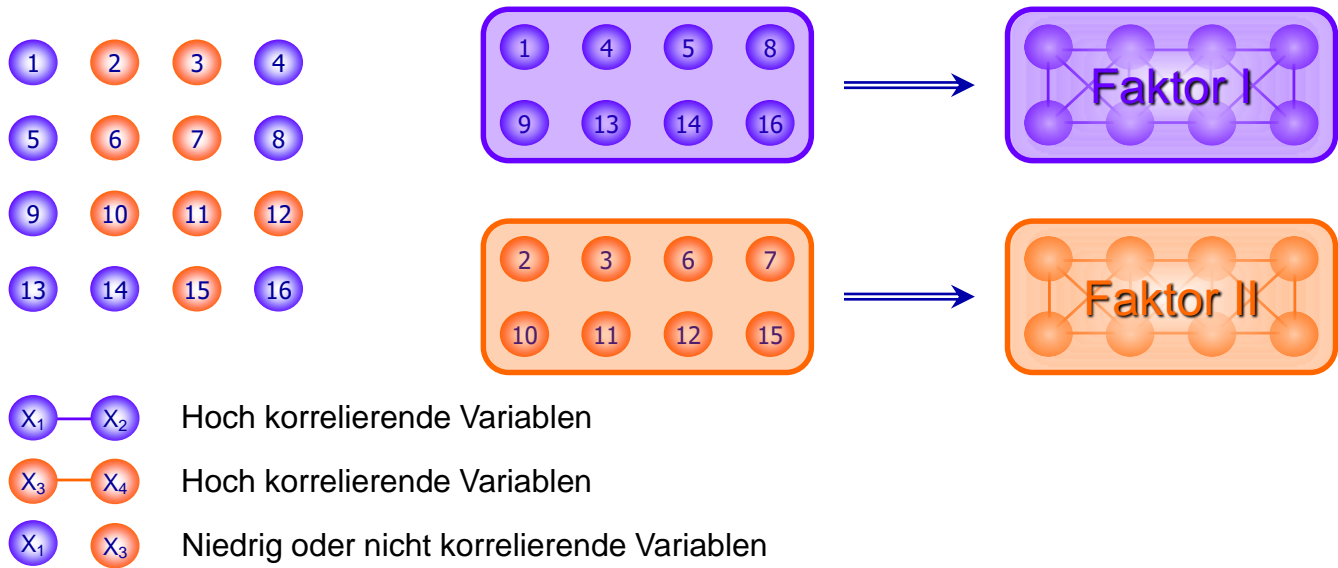 1 2 3 4
5 6 7 8
9 10 11 12
13 14 15 16
1 4 5 8
9 13 14 16
Faktor I
2 3 6 7
10 11 12 15
Faktor II
X₁ X₂ Hoch korrelierende Variablen
X₃ X₄ Hoch korrelierende Variablen
X₁ X₃ Niedrig oder nicht korrelierende Variablen